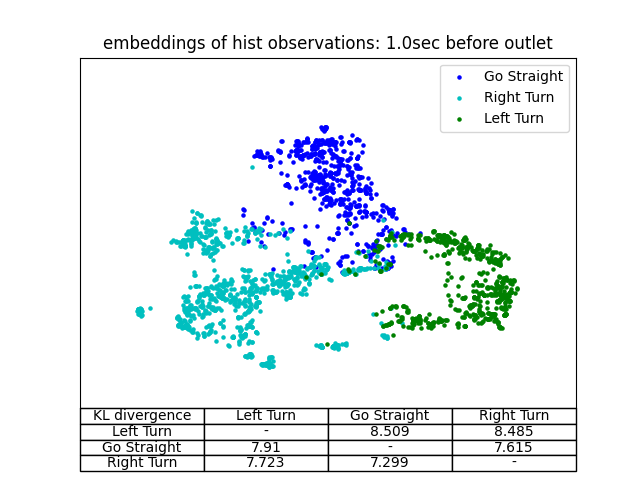 embeddings of hist observations: 1.0sec before outlet
Go Straight
Right Turn
Left Turn
KL divergence Left Turn Go Straight Right Turn
Left Turn - 8.509 8.485
Go Straight 7.91 - 7.615
Right Turn 7.723 7.299 -